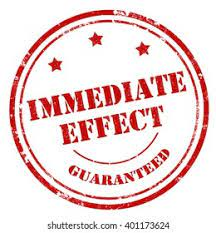 IMMEDIATE
EFFECT
GUARANTEED
shutterstock.com · 401173624